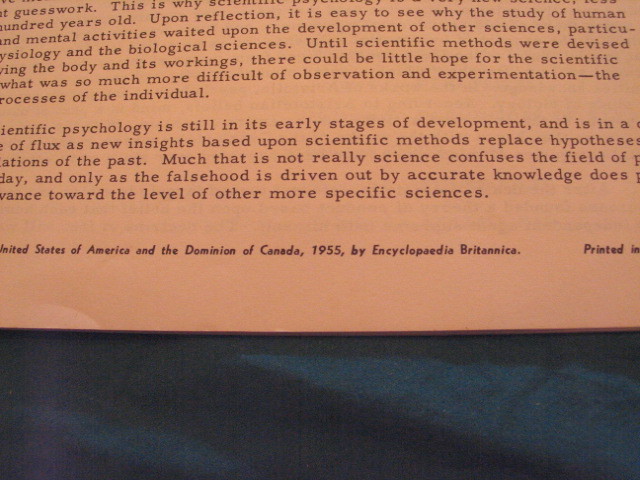 nt guesswork. This is why scientific psychology is a very new science, less
hundred years old. Upon reflection, it is easy to see why the study of human
and mental activities waited upon the development of other sciences, particu-
ysiology and the biological sciences. Until scientific methods were devised
ying the body and its workings, there could be little hope for the scientific
what was so much more difficult of observation and experimentation—the
rocesses of the individual.
ientific psychology is still in its early stages of development, and is in a
e of flux as new insights based upon scientific methods replace hypotheses
lations of the past. Much that is not really science confuses the field of p
day, and only as the falsehood is driven out by accurate knowledge does p
vance toward the level of other more specific sciences.
United States of America and the Dominion of Canada, 1955, by Encyclopaedia Britannica. Printed in